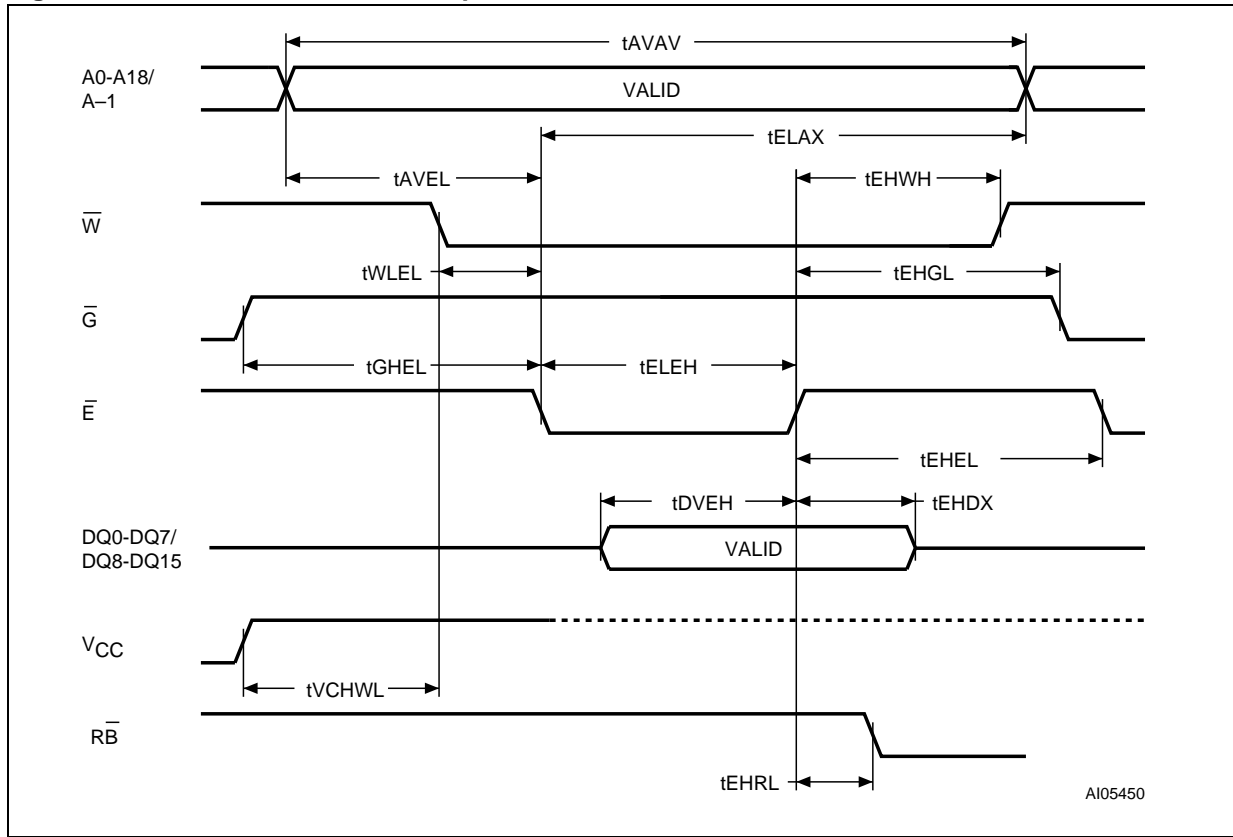 tAVAV
A0-A18/
A–1
VALID
tELAX
tAVEL
tEHWH
W̅
tWLEL
tEHGL
G̅
tGHEL
tELEH
E̅
tEHEL
tDVEH
tEHDX
DQ0-DQ7/
DQ8-DQ15
VALID
VCC
tVCHWL
RB̅
tEHRL
AI05450